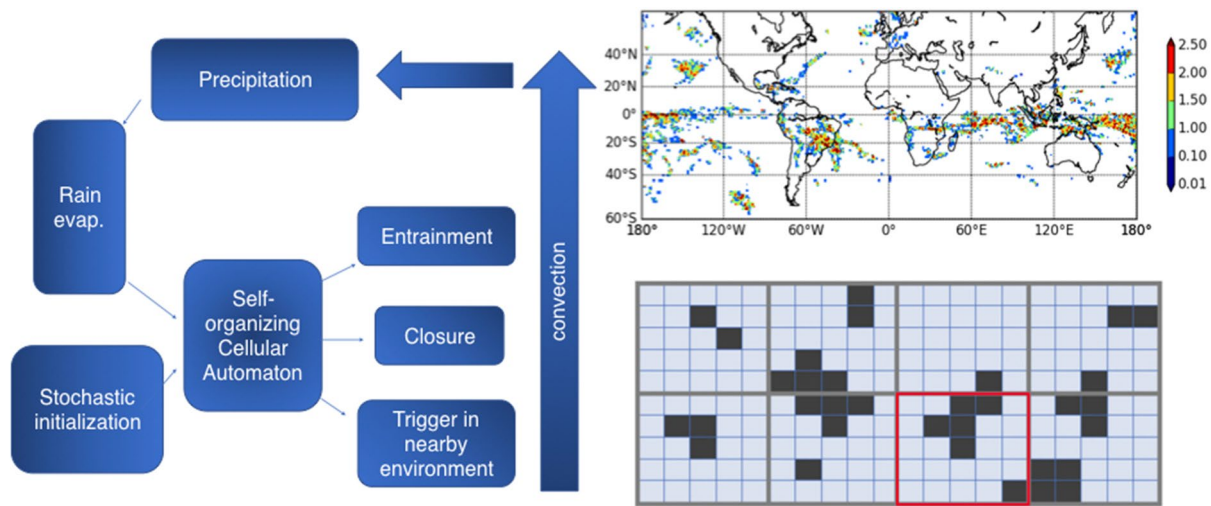 Precipitation
Rain
evap.
Entrainment
Self-
organizing
Cellular
Automaton
Closure
Stochastic
initialization
Trigger in
nearby
environment
convection
40°N
20°N
0°
20°S
40°S
60°S
180°
120°W
60°W
0°
60°E
120°E
180°
2.50
2.00
1.50
1.00
0.10
0.01